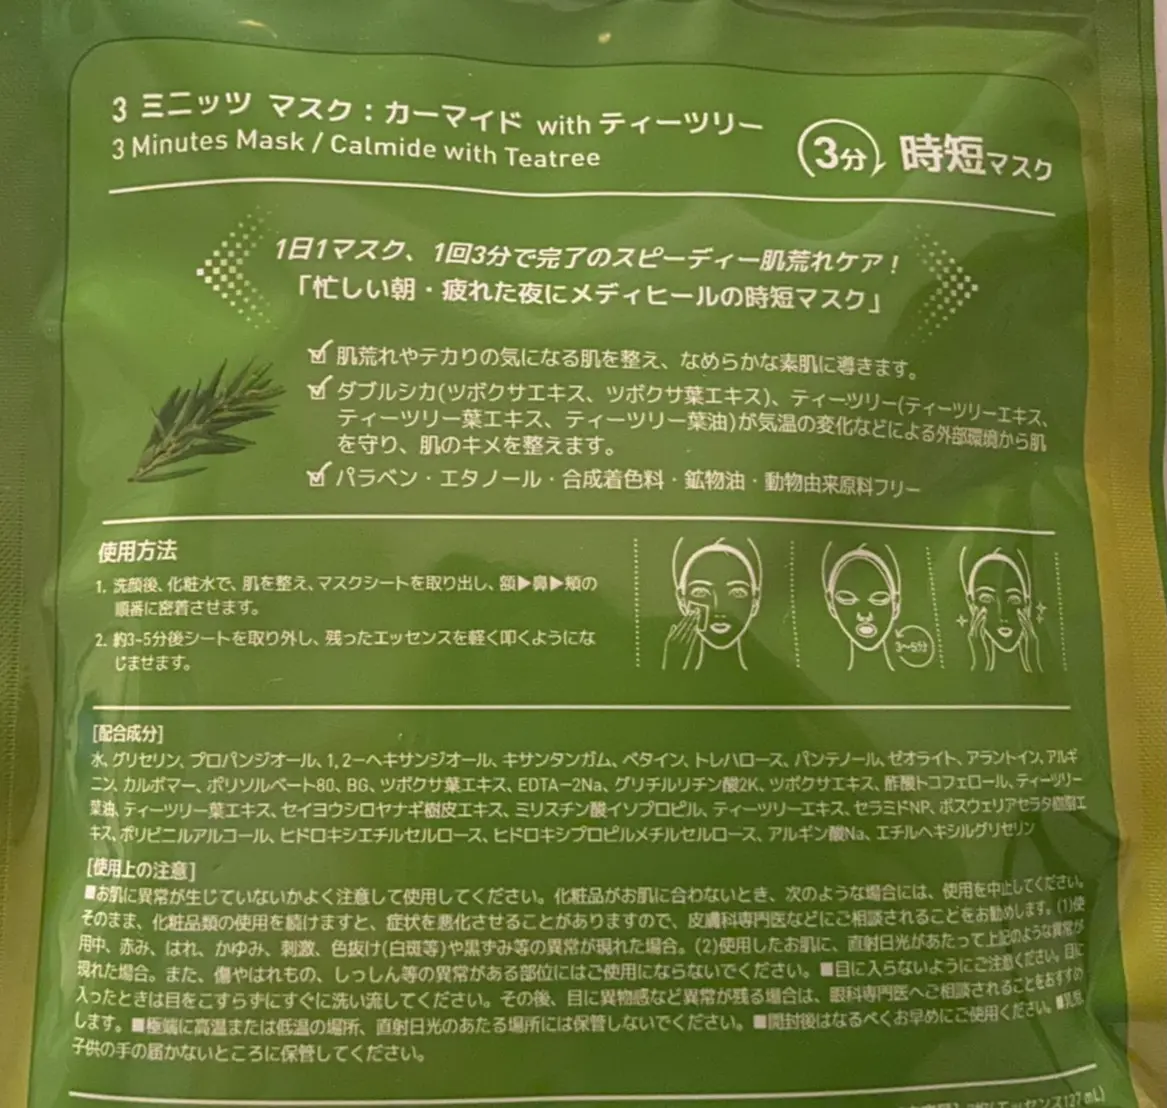 3 ミニッツ マスク：カーマイド with ティーツリー
3 Minutes Mask / Calmide with Teatree
3分 時短マスク
1日1マスク、1回3分で完了のスピーディー肌荒れケア！
「忙しい朝・疲れた夜にメディヒールの時短マスク」
肌荒れやテカりの気になる肌を整え、なめらかな素肌に導きます。
ダブルシカ(ツボクサエキス、ツボクサ葉エキス)、ティーツリー(ティーツリーエキス、
ティーツリー葉エキス、ティーツリー葉油)が気温の変化などによる外部環境から肌
を守り、肌のキメを整えます。
パラベン・エタノール・合成着色料・鉱物油・動物由来原料フリー
使用方法
1. 洗顔後、化粧水で、肌を整え、マスクシートを取り出し、額▶鼻▶頬の
順番に密着させます。
2. 約3-5分後シートを取り外し、残ったエッセンスを軽く叩くようにな
じませます。
3〜5分
[配合成分]
水、グリセリン、プロパンジオール、1,2-ヘキサンジオール、キサンタンガム、ベタイン、トレハロース、パンテノール、ゼオライト、アラントイン、アルギ
ニン、カルボマー、ポリソルベート80、BG、ツボクサ葉エキス、EDTA-2Na、グリチルリチン酸2K、ツボクサエキス、酢酸トコフェロール、ティーツリー
葉油、ティーツリー葉エキス、セイヨウシロヤナギ樹皮エキス、ミリスチン酸イソプロピル、ティーツリーエキス、セラミドNP、ボスウェリアセラタ樹脂エ
キス、ポリビニルアルコール、ヒドロキシエチルセルロース、ヒドロキシプロピルメチルセルロース、アルギン酸Na、エチルヘキシルグリセリン
[使用上の注意]
■お肌に異常が生じていないかよく注意して使用してください。化粧品がお肌に合わないとき、次のような場合には、使用を中止してください。
そのまま、化粧品類の使用を続けますと、症状を悪化させることがありますので、皮膚科専門医などにご相談されることをお勧めします。(1)使
用中、赤み、はれ、かゆみ、刺激、色抜け(白斑等)や黒ずみ等の異常が現れた場合。(2)使用したお肌に、直射日光があたって上記のような異常が
現れた場合。また、傷やはれもの、しっしん等の異常がある部位にはご使用にならないでください。■目に入らないようにご注意ください。目に
入ったときは目をこすらずにすぐに洗い流してください。その後、目に異物感など異常が残る場合は、眼科専門医へご相談されることをおすすめ
します。■極端に高温または低温の場所、直射日光のあたる場所には保管しないでください。■開封後はなるべくお早めにご使用ください。■乳幼
子供の手の届かないところに保管してください。
エッセンス127mL)